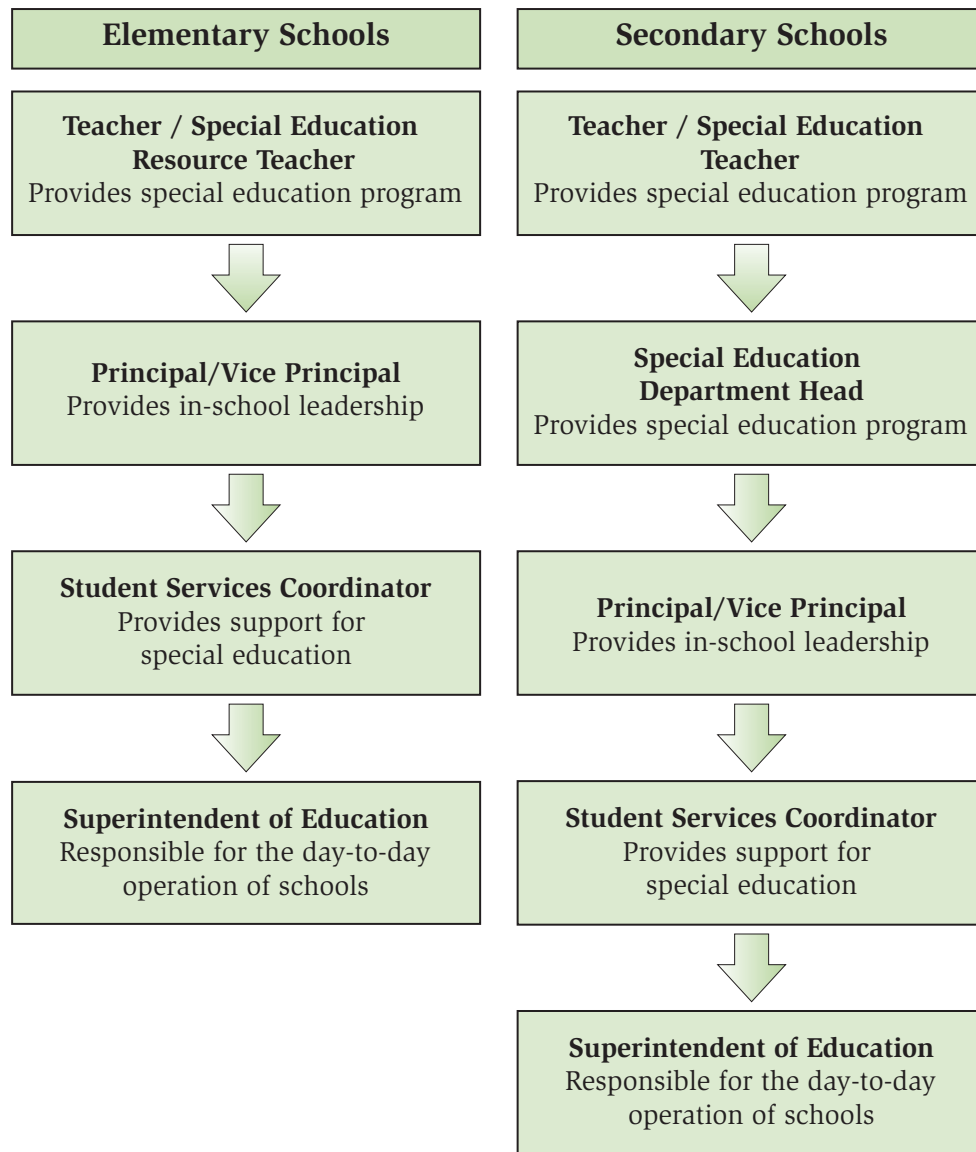 Elementary Schools
Teacher / Special Education
Resource Teacher
Provides special education program
Principal/Vice Principal
Provides in-school leadership
Student Services Coordinator
Provides support for
special education
Superintendent of Education
Responsible for the day-to-day
operation of schools
Secondary Schools
Teacher / Special Education
Teacher
Provides special education program
Special Education
Department Head
Provides special education program
Principal/Vice Principal
Provides in-school leadership
Student Services Coordinator
Provides support for
special education
Superintendent of Education
Responsible for the day-to-day
operation of schools